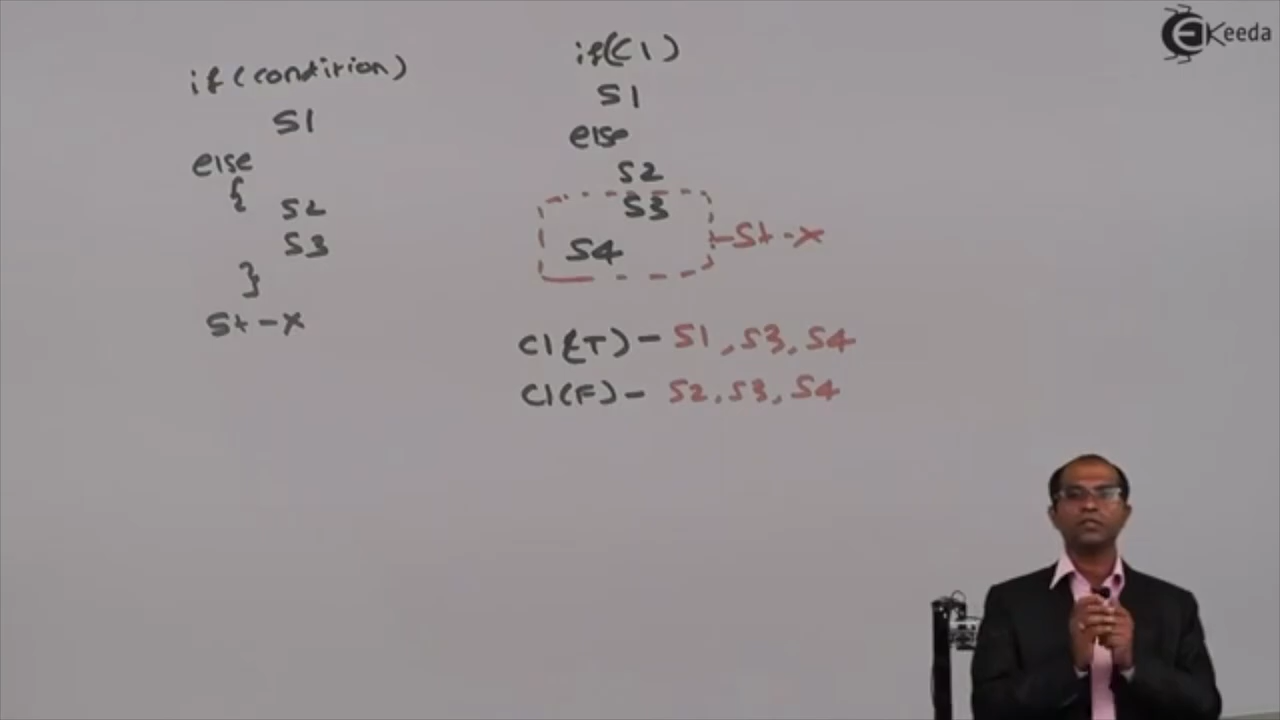 if(condition)
S1
else
{
S2
S3
}
St-x
if(C1)
S1
else
S2
S3
S4
St-x
C1(T) - S1, S3, S4
C1(F) - S2, S3, S4
EKeeda